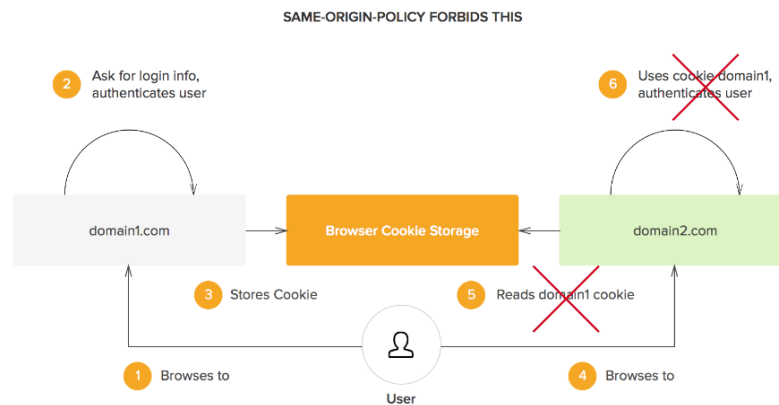 SAME-ORIGIN-POLICY FORBIDS THIS
2 Ask for login info,
authenticates user
6 Uses cookie domain1,
authenticates user
domain1.com
Browser Cookie Storage
domain2.com
3 Stores Cookie
5 Reads domain1 cookie
1 Browses to
4 Browses to
User